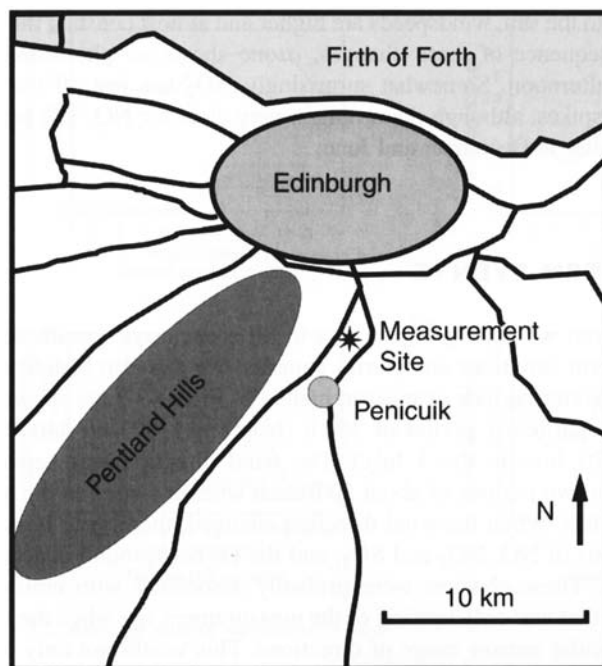 Firth of Forth
Edinburgh
Measurement
Site
Pentland Hills
Penicuik
N
10 km